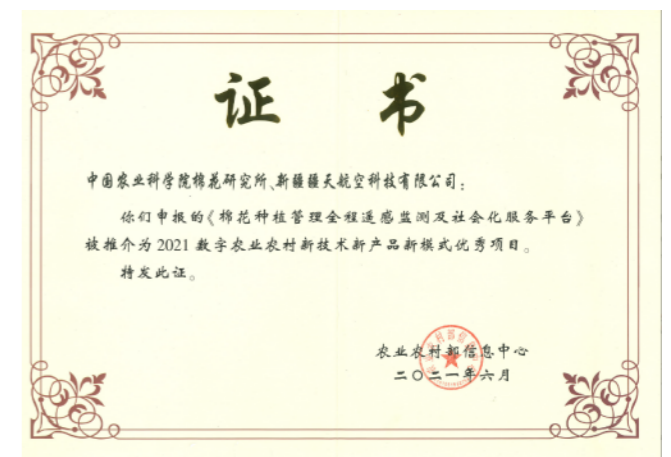 证 书
中国农业科学院棉花研究所、新疆疆天航空科技有限公司：
你们申报的《棉花种植管理全程遥感监测及社会化服务平台》
被推介为 2021 数字农业农村新技术新产品新模式优秀项目。
特发此证。
农业农村部信息中心
二〇二一年六月